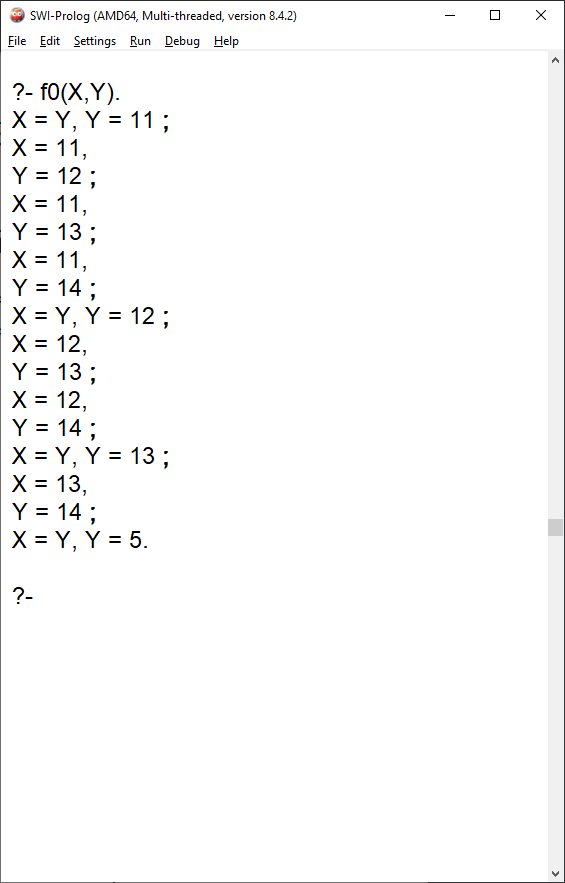 SWI-Prolog (AMD64, Multi-threaded, version 8.4.2)
File Edit Settings Run Debug Help
?- f0(X,Y).
X = Y, Y = 11 ;
X = 11,
Y = 12 ;
X = 11,
Y = 13 ;
X = 11,
Y = 14 ;
X = Y, Y = 12 ;
X = 12,
Y = 13 ;
X = 12,
Y = 14 ;
X = Y, Y = 13 ;
X = 13,
Y = 14 ;
X = Y, Y = 5.
?-